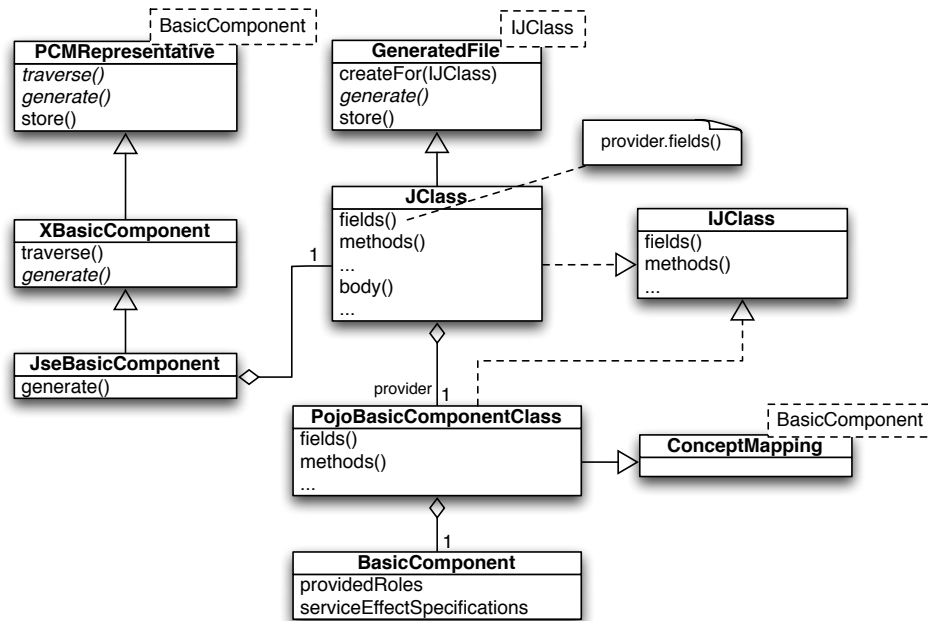 BasicComponent
PCMRepresentative
traverse()
generate()
store()
IJClass
GeneratedFile
createFor(IJClass)
generate()
store()
provider.fields()
JClass
fields()
methods()
...
body()
...
XBasicComponent
traverse()
generate()
1
IJClass
fields()
methods()
...
JseBasicComponent
generate()
provider
1
PojoBasicComponentClass
fields()
methods()
...
BasicComponent
ConceptMapping
1
BasicComponent
providedRoles
serviceEffectSpecifications